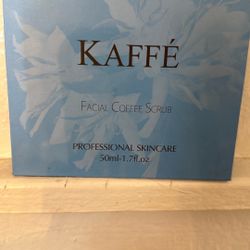 KAFFÉ
FACIAL COFFEE SCRUB
PROFESSIONAL SKINCARE
50ml-1.7fl.oz